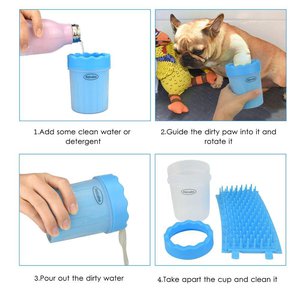 1.Add some clean water or
detergent
2.Guide the dirty paw into it and
rotate it
3.Pour out the dirty water
4.Take apart the cup and clean it